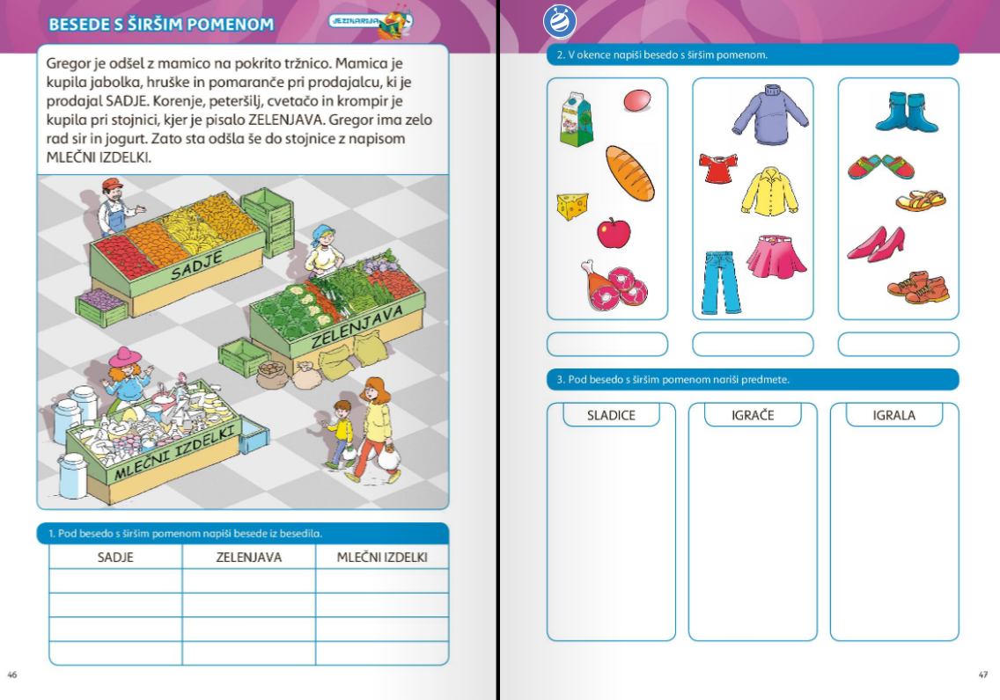 BESEDE S ŠIRŠIM POMENOM
JEZIKARIJA
Gregor je odšel z mamico na pokrito tržnico. Mamica je
kupila jabolka, hruške in pomaranče pri prodajalcu, ki je
prodajal SADJE. Korenje, peteršilj, cvetačo in krompir je
kupila pri stojnici, kjer je pisalo ZELENJAVA. Gregor ima zelo
rad sir in jogurt. Zato sta odšla še do stojnice z napisom
MLEČNI IZDELKI.
SADJE
ZELENJAVA
MLEČNI IZDELKI
1. Pod besedo s širšim pomenom napiši besede iz besedila.
SADJE
ZELENJAVA
MLEČNI IZDELKI
46
2. V okence napiši besedo s širšim pomenom.
3. Pod besedo s širšim pomenom nariši predmete.
SLADICE
IGRAČE
IGRALA
47